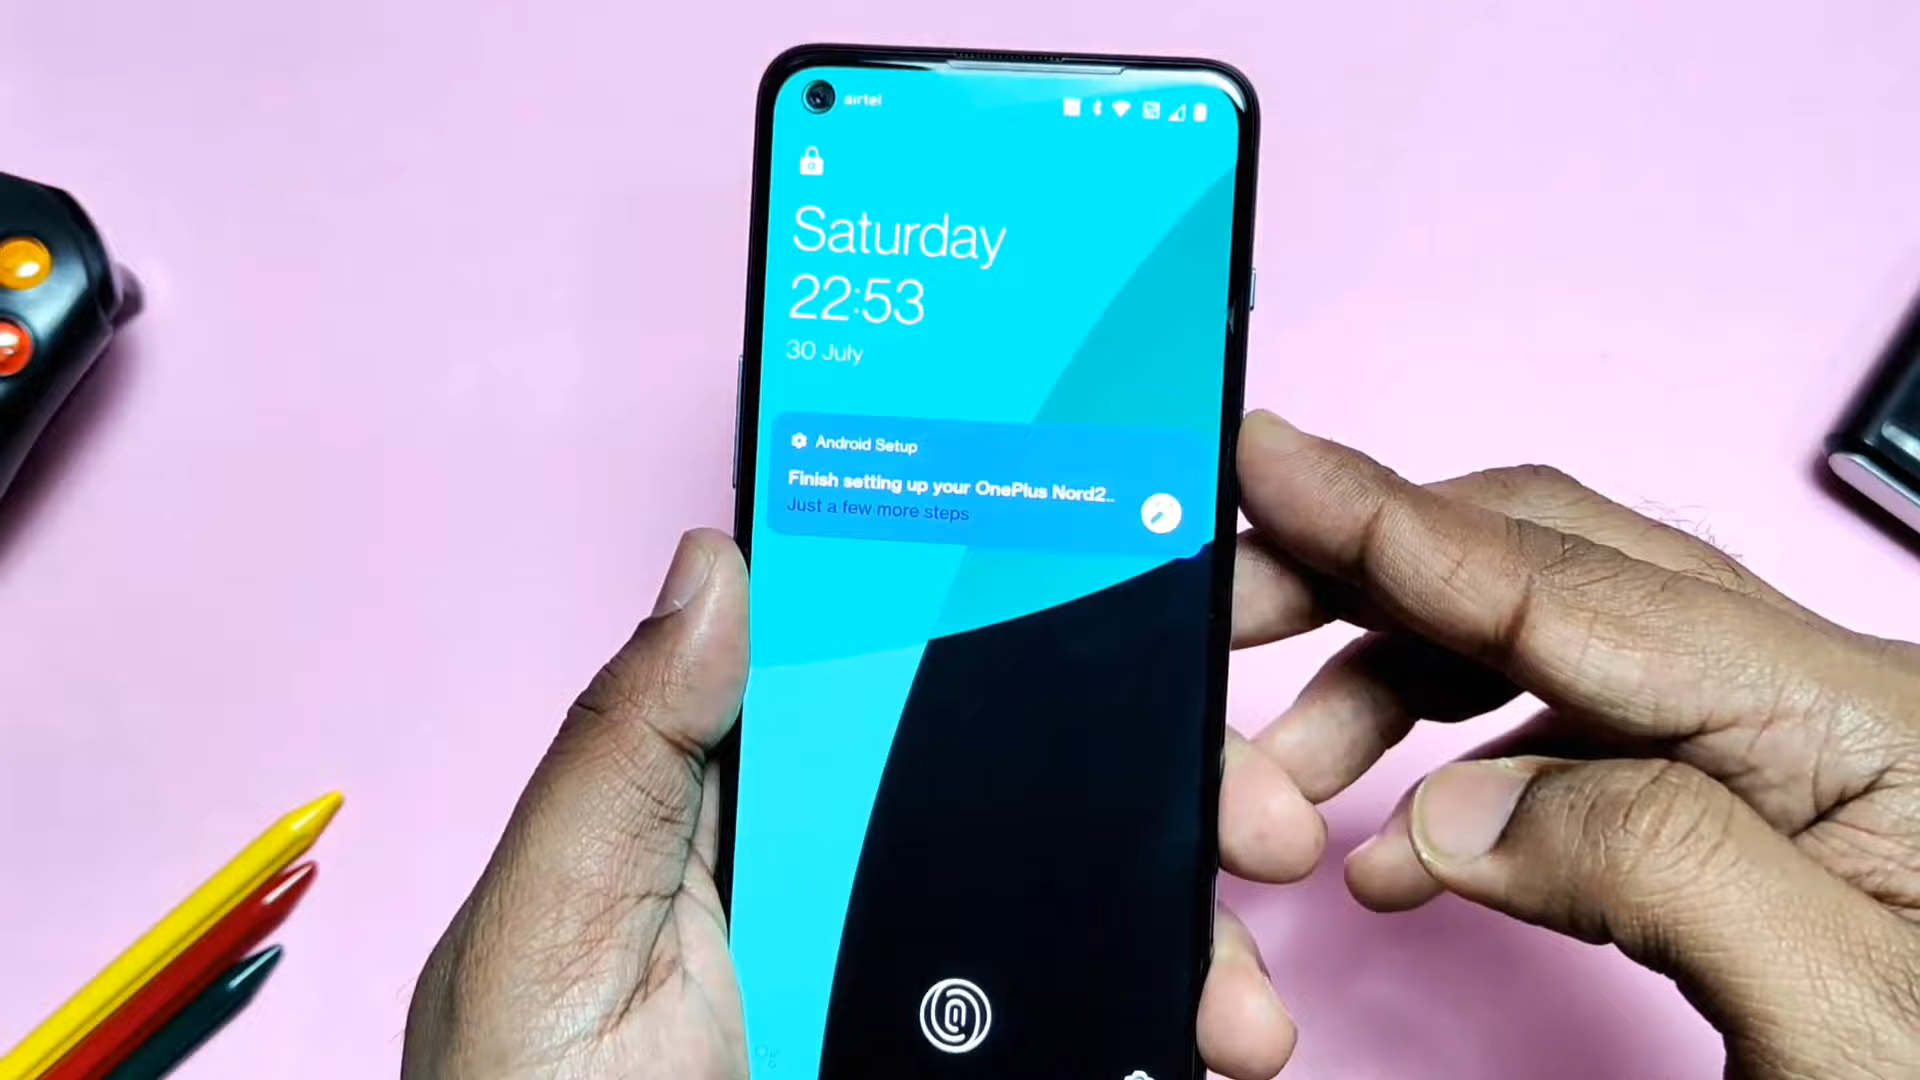 airtel
Saturday
22:53
30 July
Android Setup
Finish setting up your OnePlus Nord2..
Just a few more steps